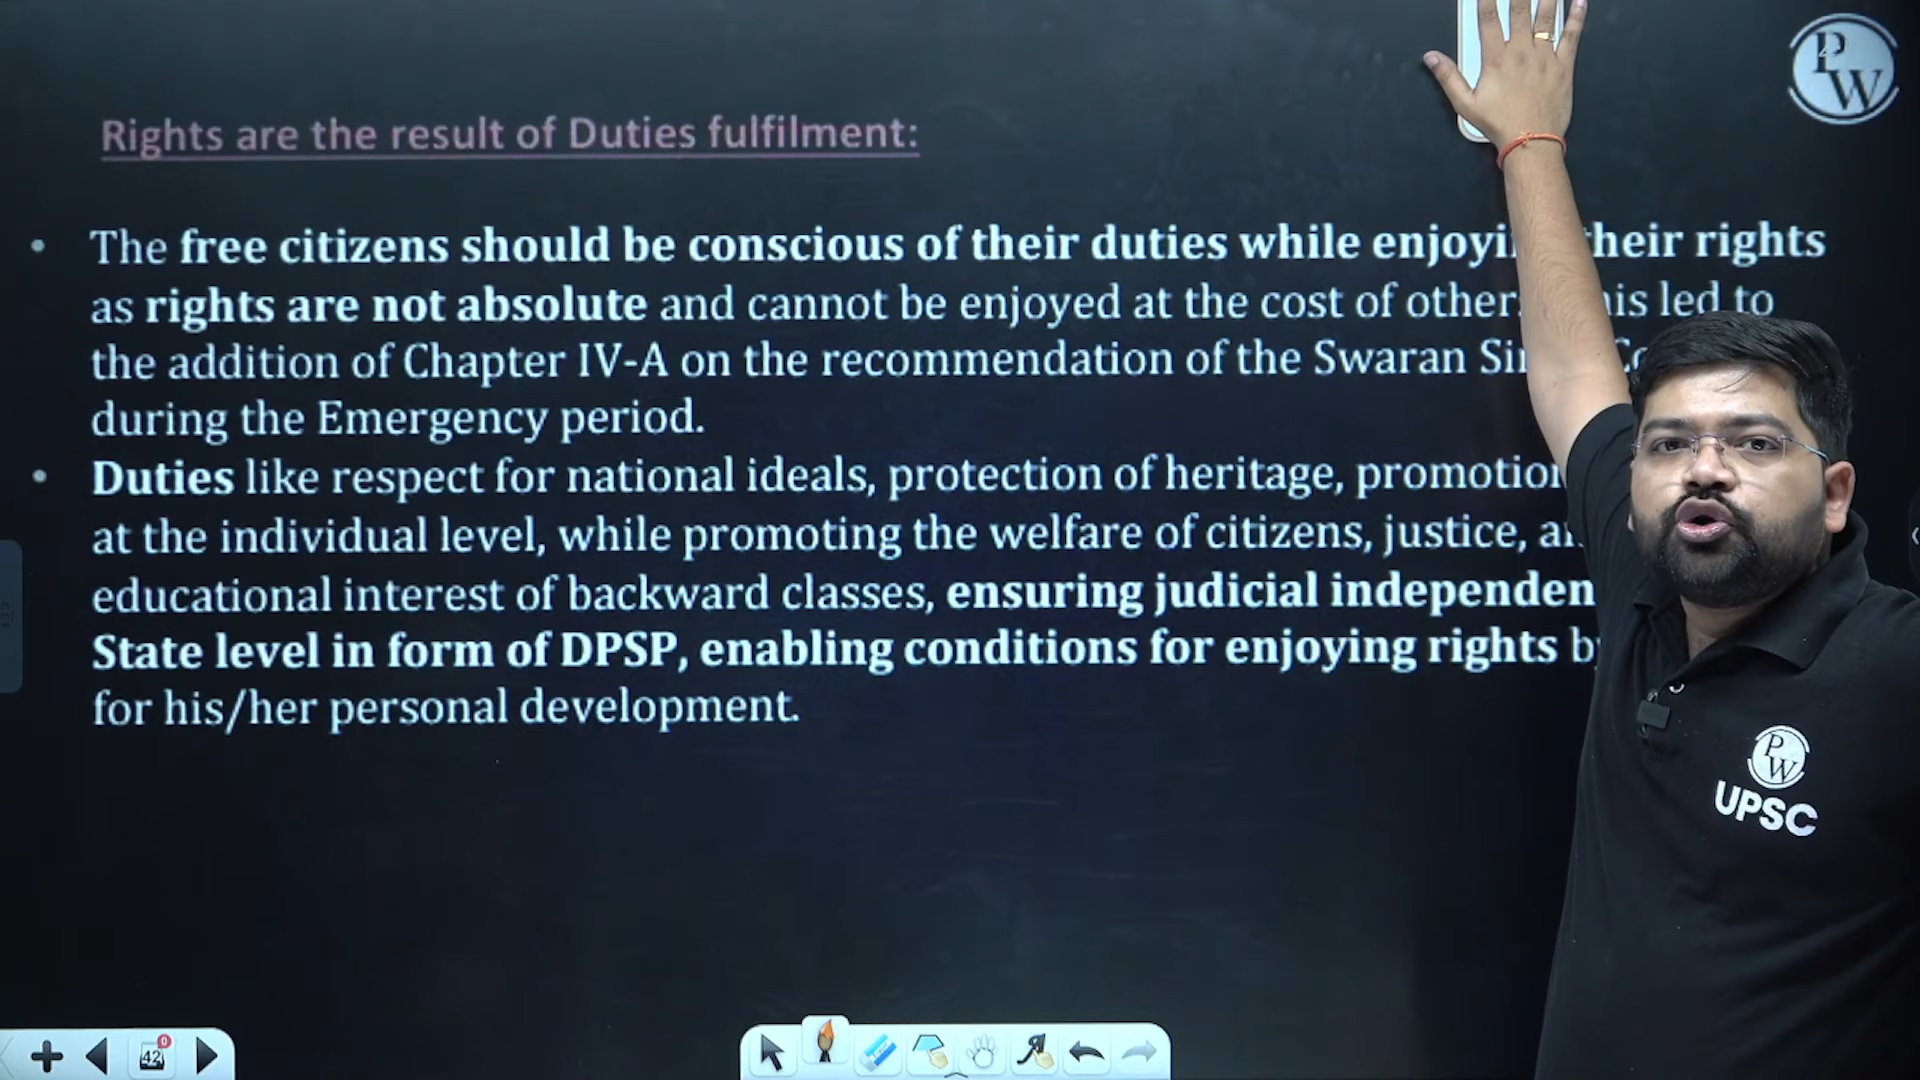 PW
Rights are the result of Duties fulfilment:
• The free citizens should be conscious of their duties while enjoyi their rights
as rights are not absolute and cannot be enjoyed at the cost of other his led to
the addition of Chapter IV-A on the recommendation of the Swaran Si
during the Emergency period.
• Duties like respect for national ideals, protection of heritage, promotion
at the individual level, while promoting the welfare of citizens, justice,
educational interest of backward classes, ensuring judicial independen
State level in form of DPSP, enabling conditions for enjoying rights
for his/her personal development.
PW
UPSC
42
0